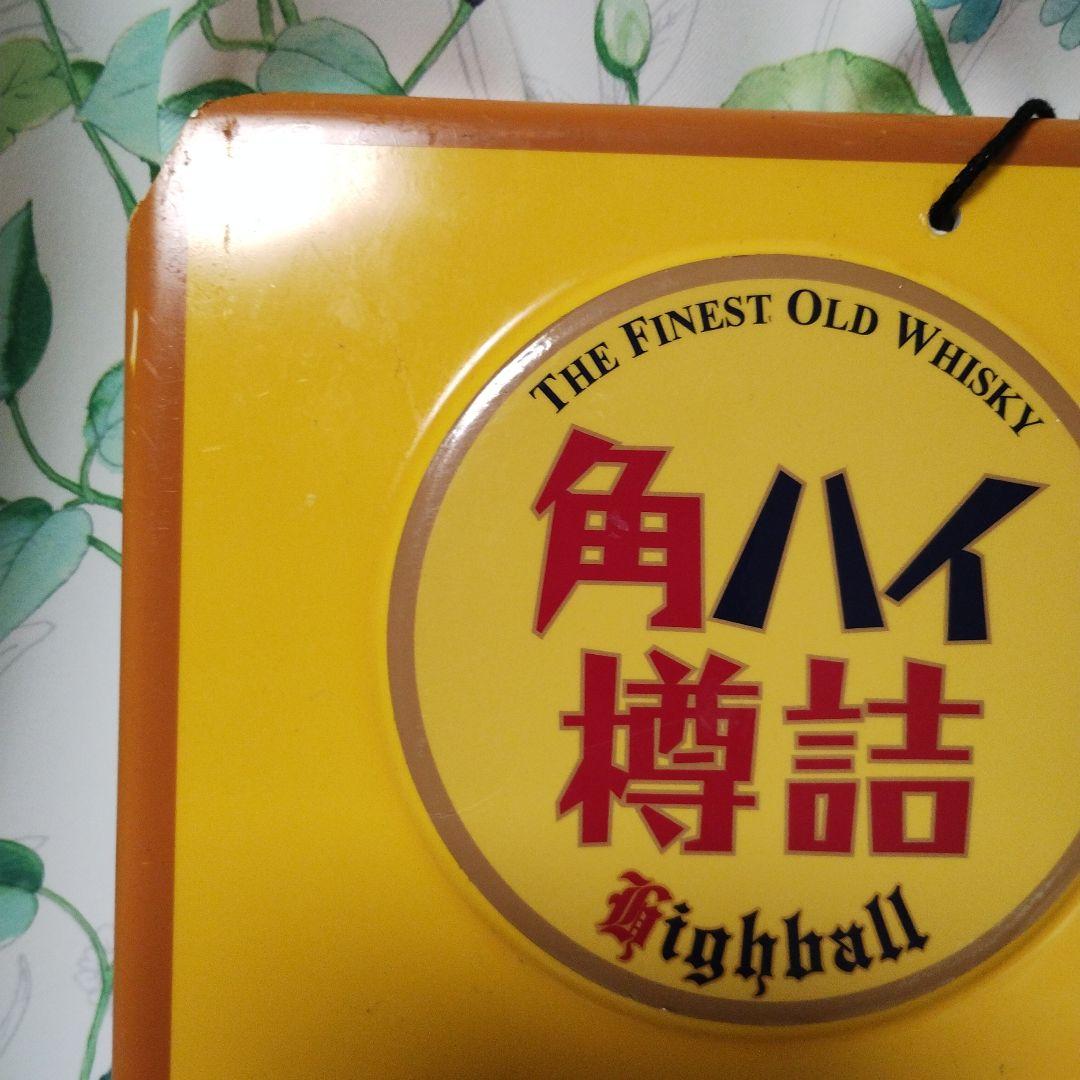 THE FINEST OLD WHISKY
角ハイ
樽詰
Highball